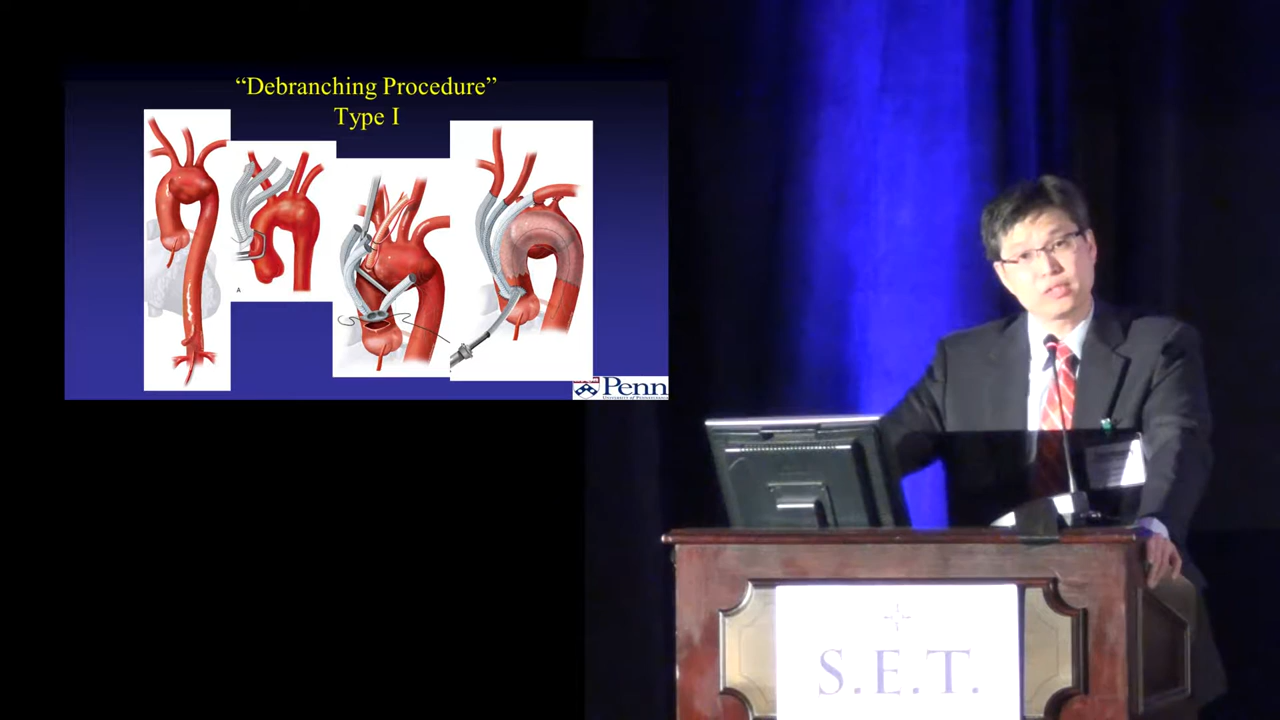 “Debranching Procedure”
Type I
A
Penn
University of Pennsylvania
S.E.T.